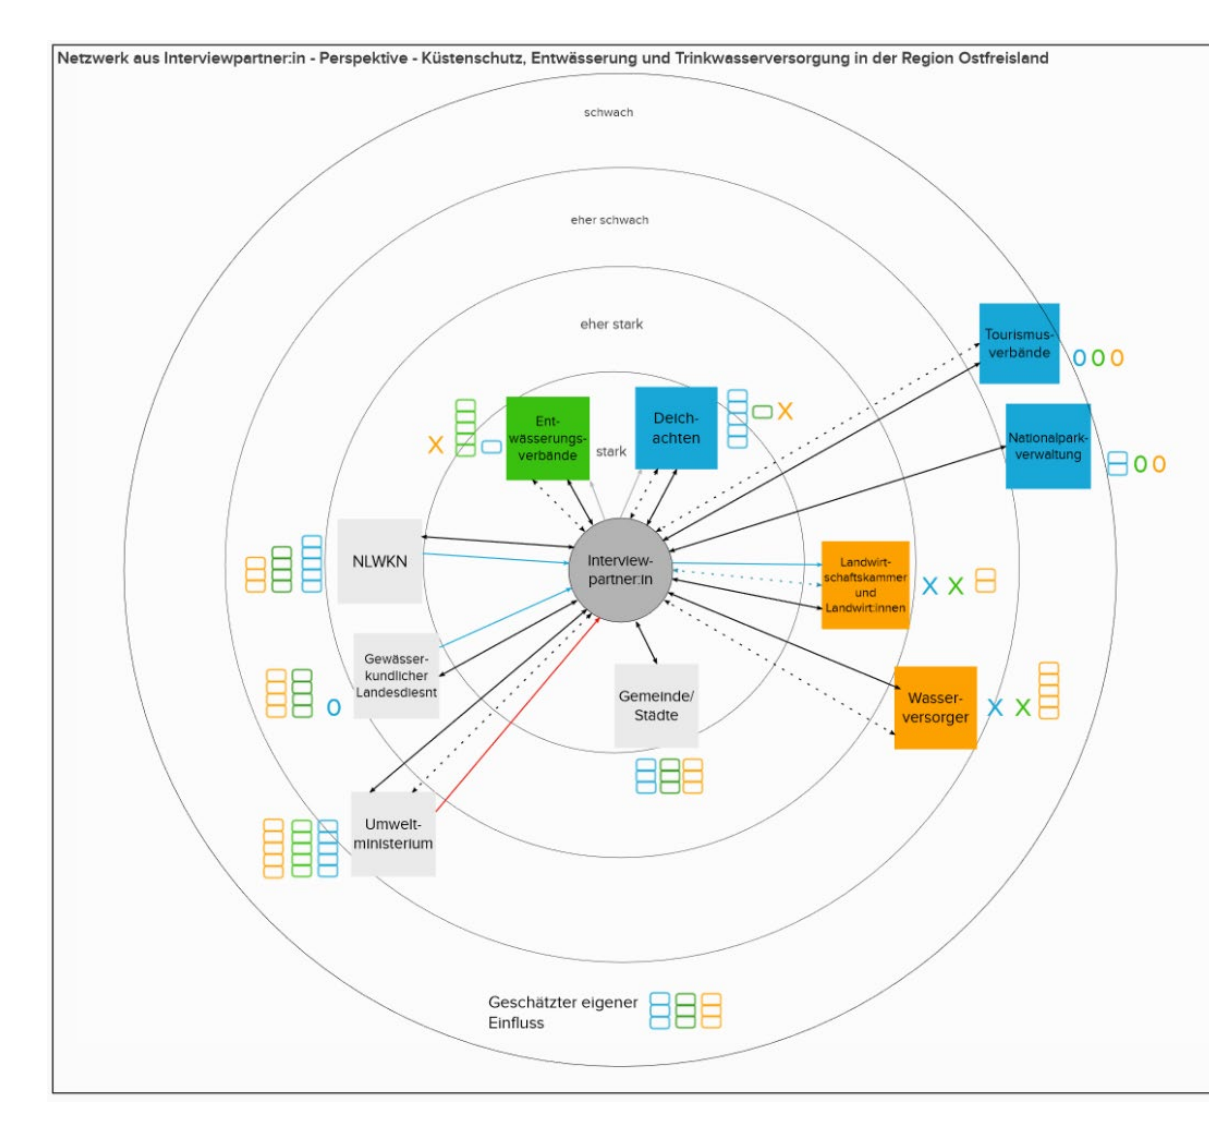 Netzwerk aus Interviewpartner:in - Perspektive - Küstenschutz, Entwässerung und Trinkwasserversorgung in der Region Ostfreisland
schwach
eher schwach
eher stark
stark
Tourismus-
verbände
O O O
Ent-
wässerungs-
verbände
X
Deich-
achten
X
Nationalpark-
verwaltung
O O
NLWKN
Interview-
partner:in
Landwirt-
schaftskammer
und
Landwirt:innen
X X
Gewässer-
kundlicher
Landesdiesnt
O
Gemeinde/
Städte
Wasser-
versorger
X X
Umwelt-
ministerium
Geschätzter eigener
Einfluss